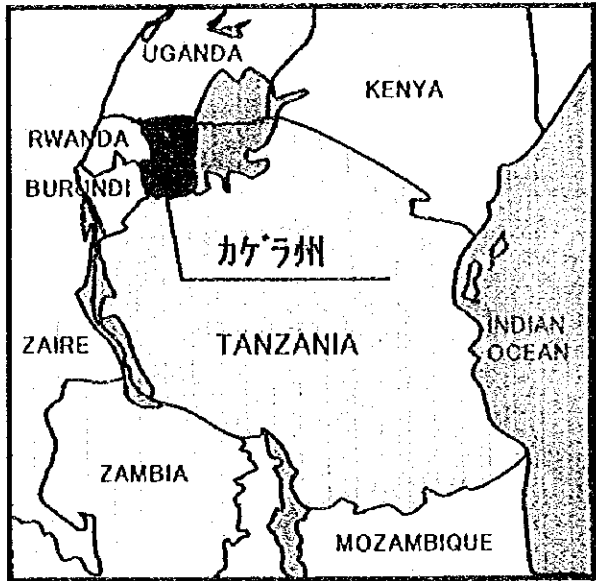 UGANDA
KENYA
RWANDA
BURUNDI
カゲラ州
ZAIRE
TANZANIA
INDIAN
OCEAN
ZAMBIA
MOZAMBIQUE